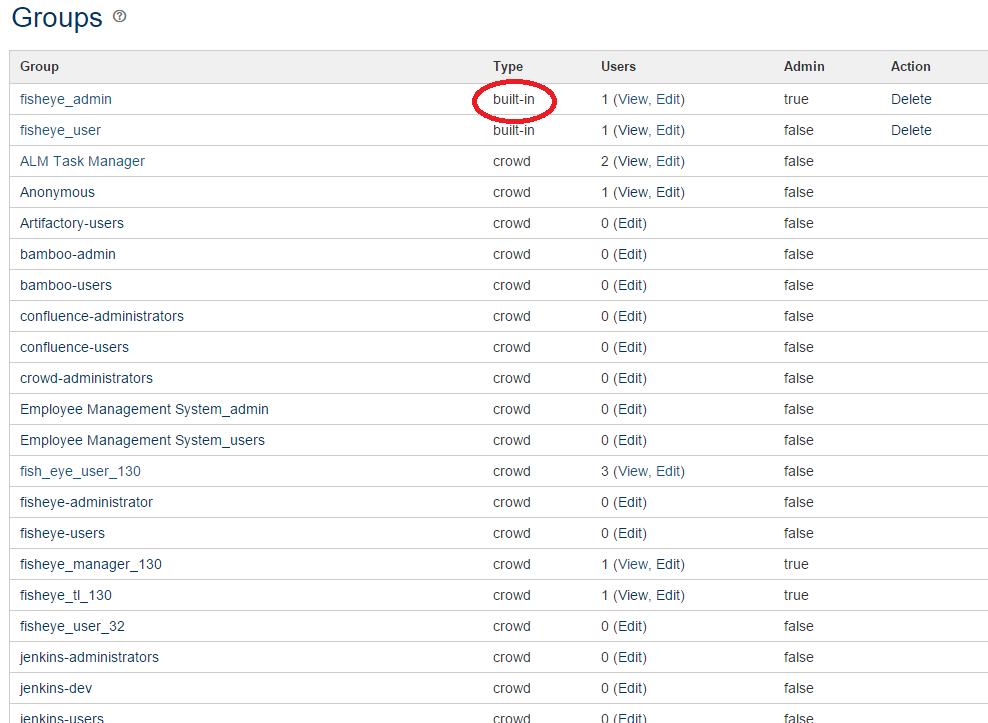 Groups ?
Group Type Users Admin Action
fisheye_admin built-in 1 (View, Edit) true Delete
fisheye_user built-in 1 (View, Edit) false Delete
ALM Task Manager crowd 2 (View, Edit) false
Anonymous crowd 1 (View, Edit) false
Artifactory-users crowd 0 (Edit) false
bamboo-admin crowd 0 (Edit) false
bamboo-users crowd 0 (Edit) false
confluence-administrators crowd 0 (Edit) false
confluence-users crowd 0 (Edit) false
crowd-administrators crowd 0 (Edit) false
Employee Management System_admin crowd 0 (Edit) false
Employee Management System_users crowd 0 (Edit) false
fish_eye_user_130 crowd 3 (View, Edit) false
fisheye-administrator crowd 0 (Edit) false
fisheye-users crowd 0 (Edit) false
fisheye_manager_130 crowd 1 (View, Edit) true
fisheye_tl_130 crowd 1 (View, Edit) true
fisheye_user_32 crowd 0 (Edit) false
jenkins-administrators crowd 0 (Edit) false
jenkins-dev crowd 0 (Edit) false
jenkins-users crowd 0 (Edit) false